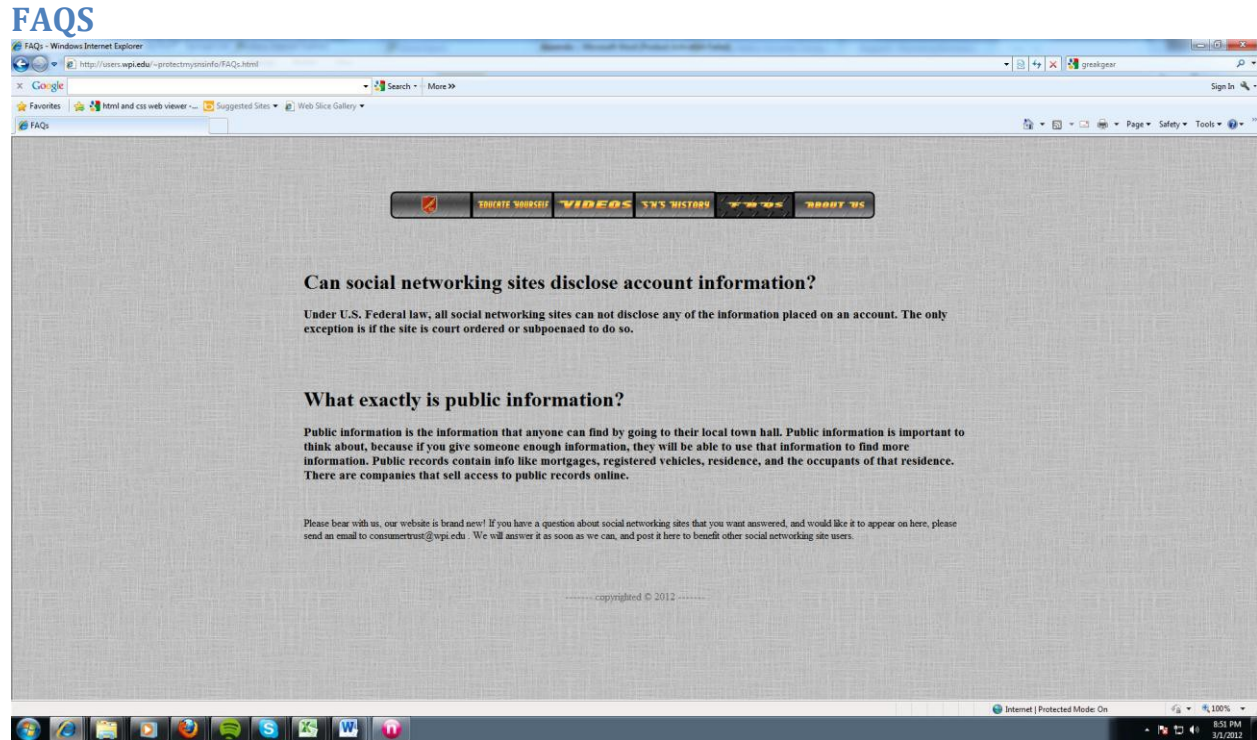 FAQS
FAQs - Windows Internet Explorer
http://users.wpi.edu/~protectmysnsinfo/FAQs.html
greakgear
x Google
Search More >>
Sign In
Favorites html and css web viewer -... Suggested Sites Web Slice Gallery
FAQs
Page Safety Tools
EDUCATE YOURSELF VIDEOS SNS HISTORY FAQS ABOUT US
Can social networking sites disclose account information?
Under U.S. Federal law, all social networking sites can not disclose any of the information placed on an account. The only
exception is if the site is court ordered or subpoenaed to do so.
What exactly is public information?
Public information is the information that anyone can find by going to their local town hall. Public information is important to
think about, because if you give someone enough information, they will be able to use that information to find more
information. Public records contain info like mortgages, registered vehicles, residence, and the occupants of that residence.
There are companies that sell access to public records online.
Please bear with us, our website is brand new! If you have a question about social networking sites that you want answered, and would like it to appear on here, please
send an email to consumertrust@wpi.edu . We will answer it as soon as we can, and post it here to benefit other social networking site users.
------- copyrighted © 2012 -------
Internet | Protected Mode: On
100%
8:51 PM
3/1/2012